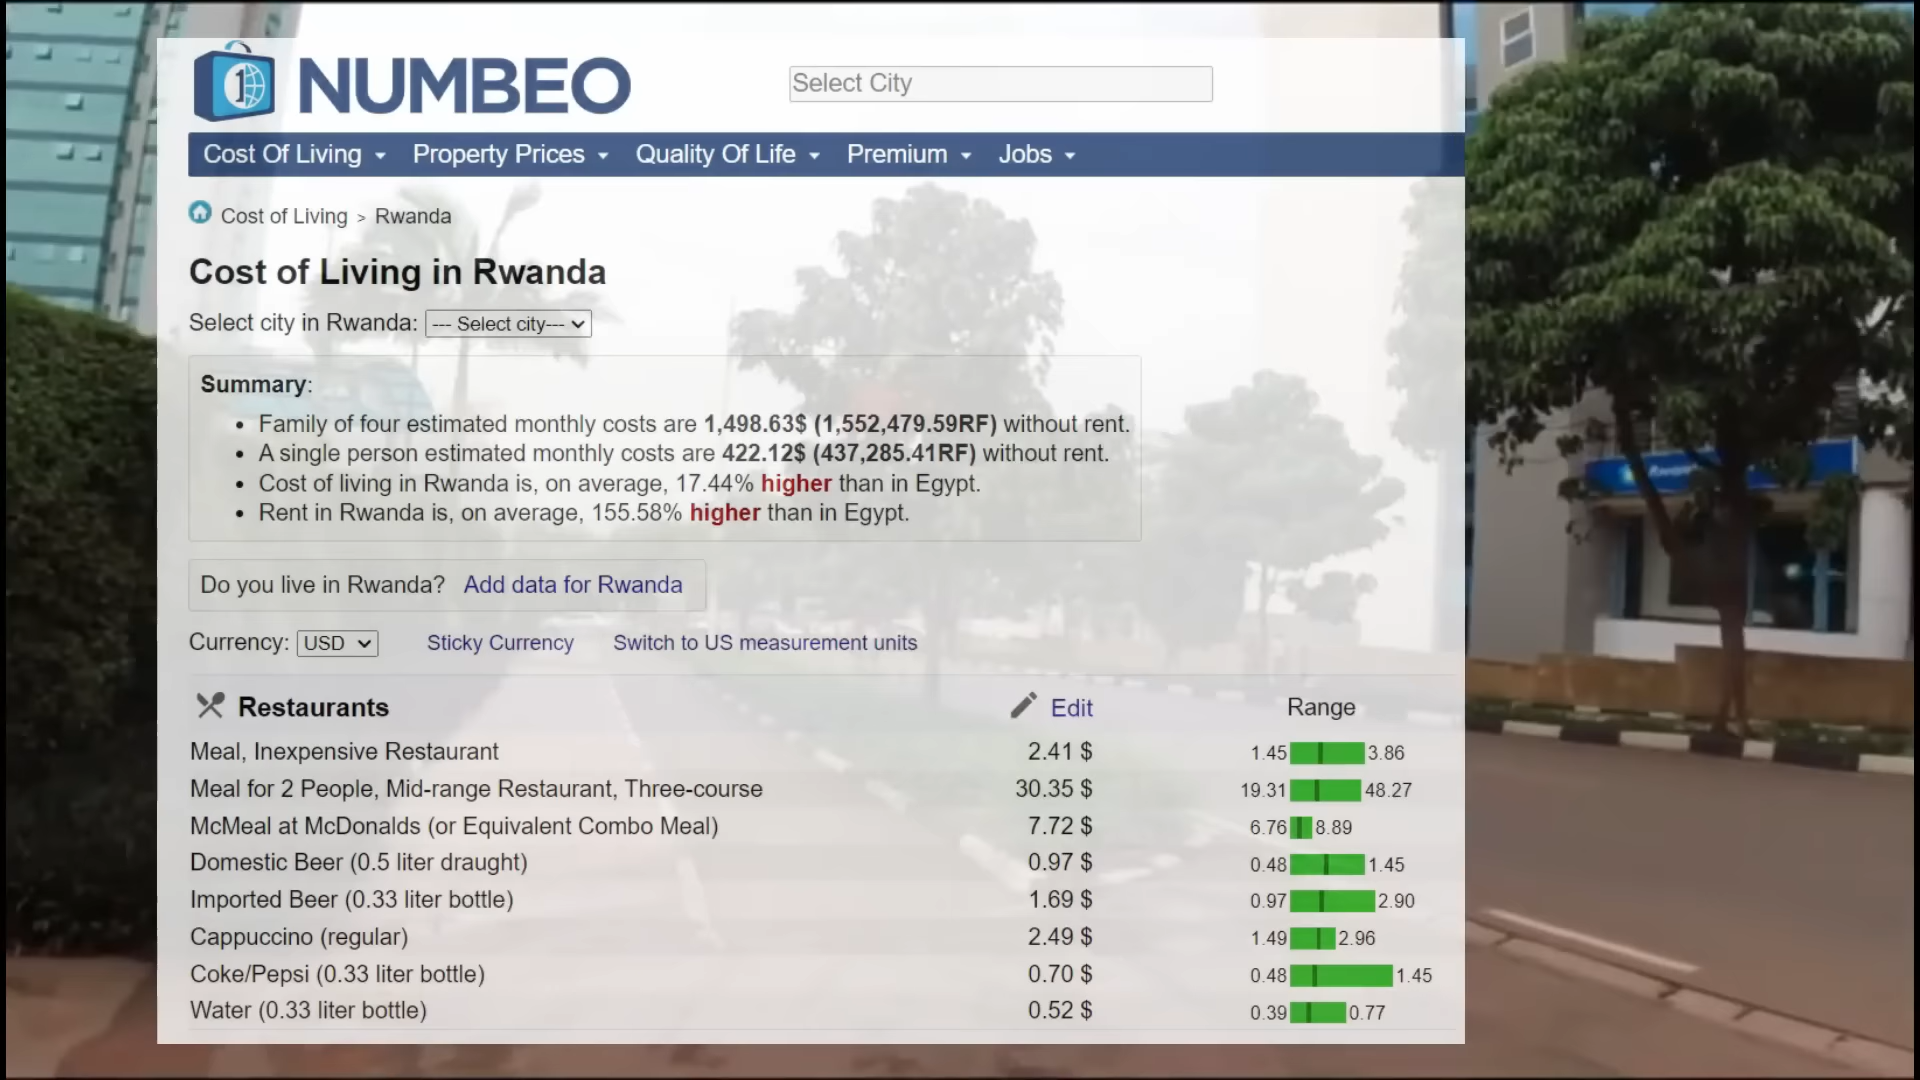 NUMBEO
Select City
Cost Of Living Property Prices Quality Of Life Premium Jobs
Cost of Living > Rwanda
Cost of Living in Rwanda
Select city in Rwanda: --- Select city---
Summary:
• Family of four estimated monthly costs are 1,498.63$ (1,552,479.59RF) without rent.
• A single person estimated monthly costs are 422.12$ (437,285.41RF) without rent.
• Cost of living in Rwanda is, on average, 17.44% higher than in Egypt.
• Rent in Rwanda is, on average, 155.58% higher than in Egypt.
Do you live in Rwanda? Add data for Rwanda
Currency: USD Sticky Currency Switch to US measurement units
Restaurants Edit Range
Meal, Inexpensive Restaurant 2.41 $ 1.45 3.86
Meal for 2 People, Mid-range Restaurant, Three-course 30.35 $ 19.31 48.27
McMeal at McDonalds (or Equivalent Combo Meal) 7.72 $ 6.76 8.89
Domestic Beer (0.5 liter draught) 0.97 $ 0.48 1.45
Imported Beer (0.33 liter bottle) 1.69 $ 0.97 2.90
Cappuccino (regular) 2.49 $ 1.49 2.96
Coke/Pepsi (0.33 liter bottle) 0.70 $ 0.48 1.45
Water (0.33 liter bottle) 0.52 $ 0.39 0.77